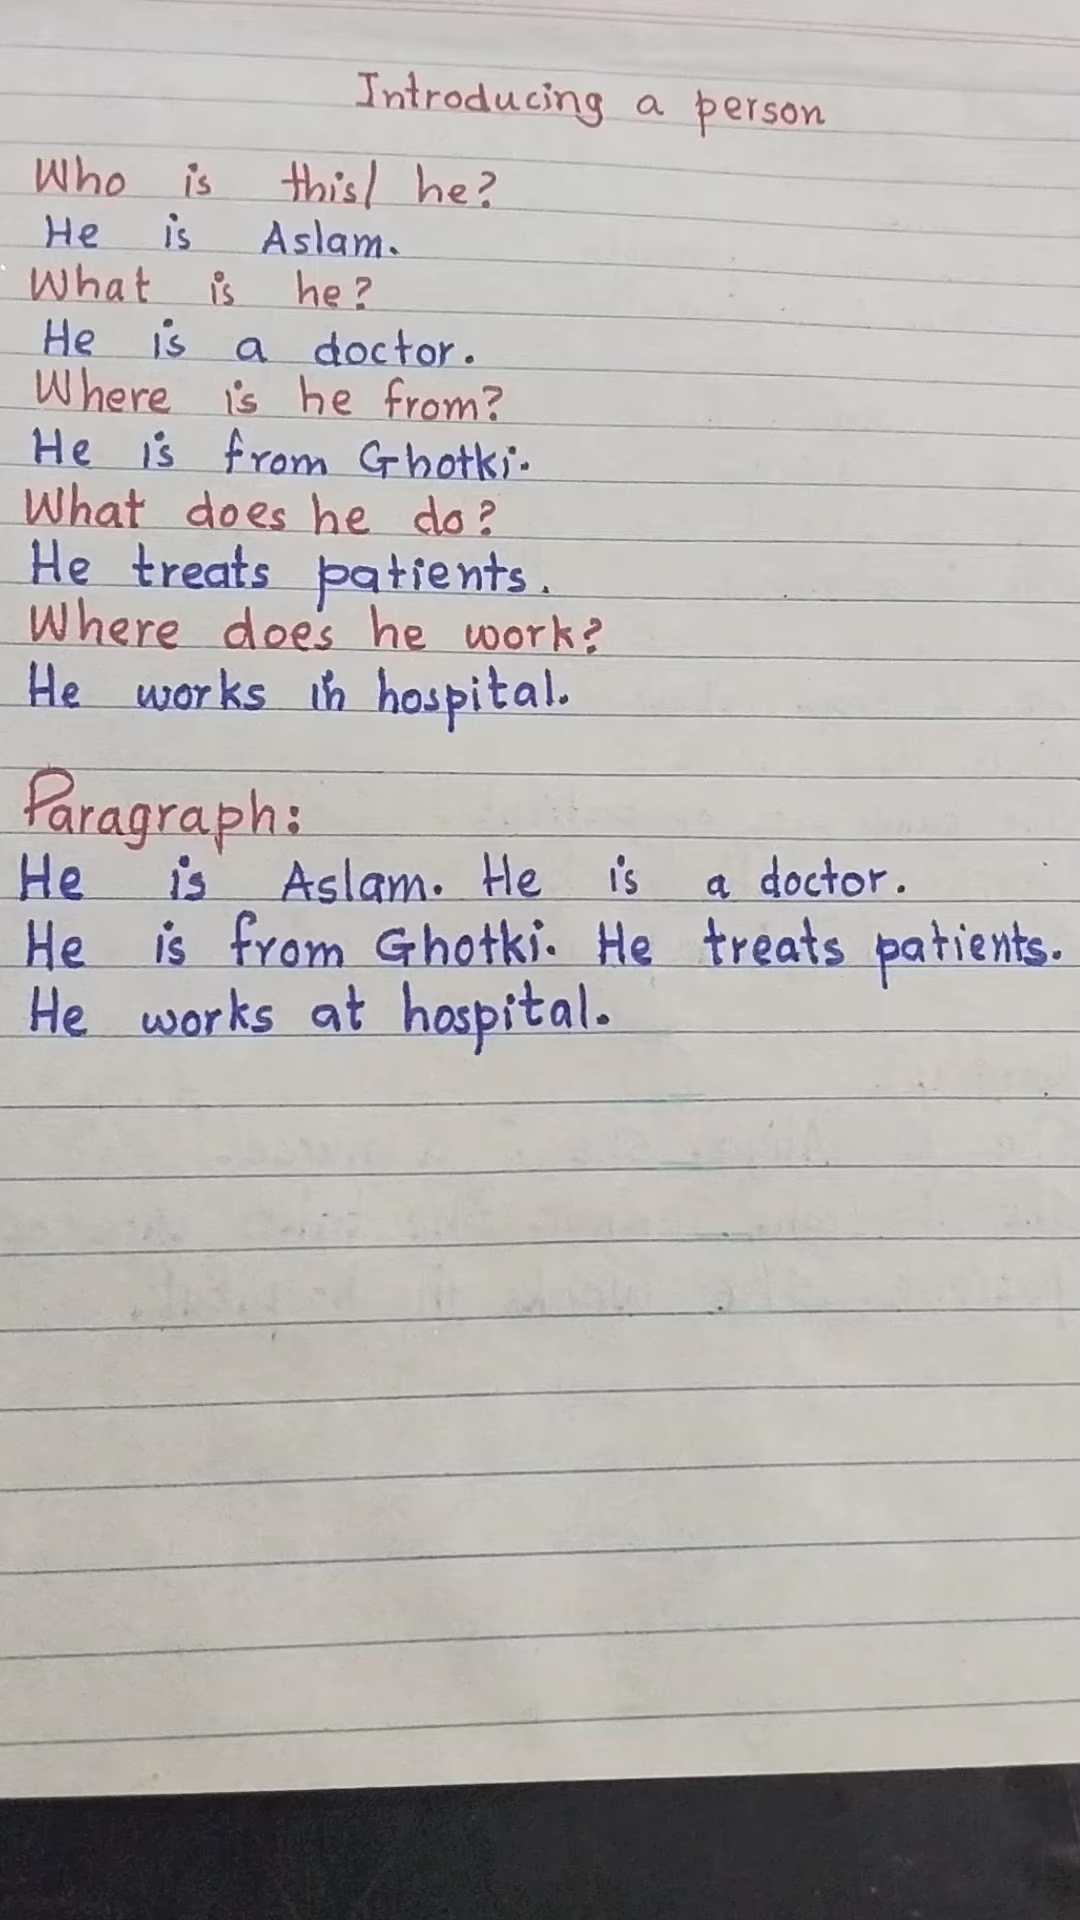 Introducing a person
Who is this/ he?
He is Aslam.
What is he?
He is a doctor.
Where is he from?
He is from Ghotki.
What does he do?
He treats patients.
Where does he work?
He works in hospital.
Paragraph:
He is Aslam. He is a doctor.
He is from Ghotki. He treats patients.
He works at hospital.